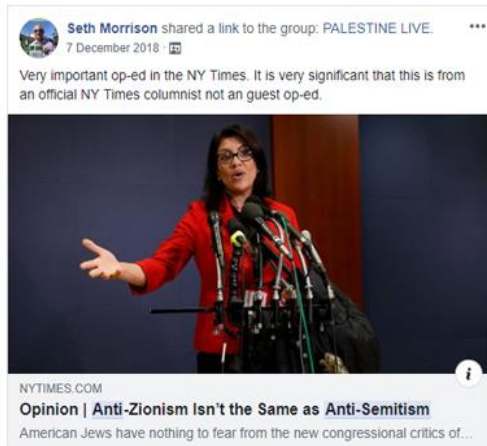 Seth Morrison shared a link to the group: PALESTINE LIVE.
7 December 2018 ·
Very important op-ed in the NY Times. It is very significant that this is from
an official NY Times columnist not an guest op-ed.
i
NYTIMES.COM
Opinion | Anti-Zionism Isn't the Same as Anti-Semitism
American Jews have nothing to fear from the new congressional critics of...